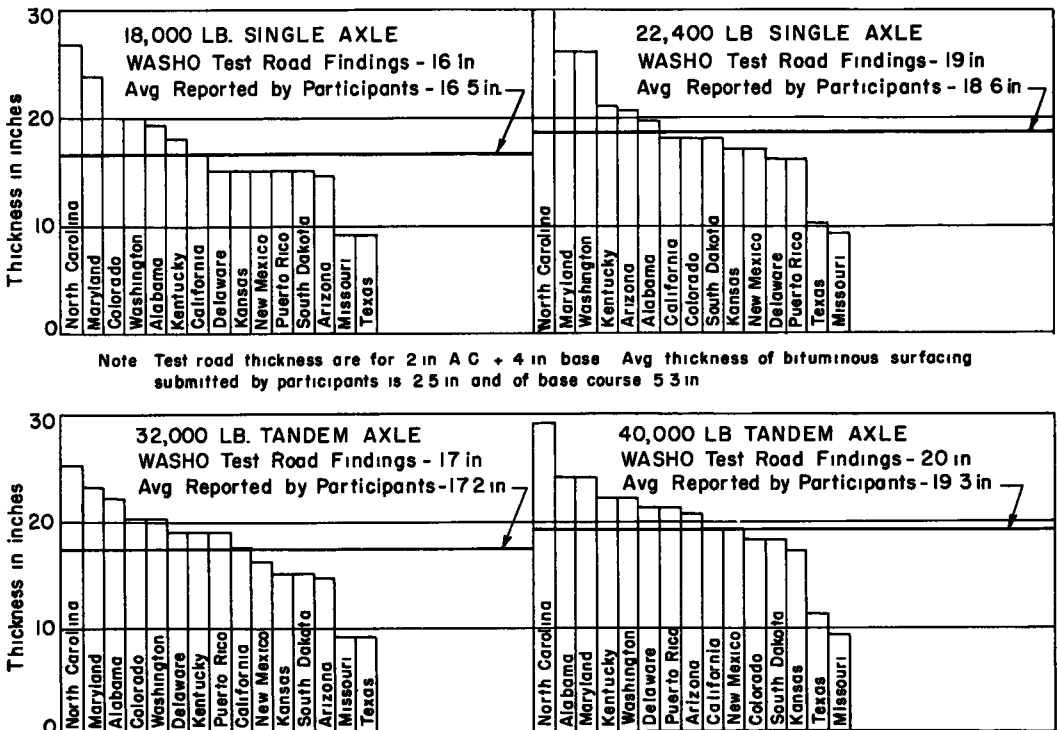 30
20
10
0
Thickness in inches
18,000 LB. SINGLE AXLE
WASHO Test Road Findings - 16 in
Avg Reported by Participants - 16 5 in.
North Carolina
Maryland
Colorado
Washington
Alabama
Kentucky
California
Delaware
Kansas
New Mexico
Puerto Rico
South Dakota
Arizona
Missouri
Texas
22,400 LB SINGLE AXLE
WASHO Test Road Findings - 19 in
Avg Reported by Participants - 18 6 in
North Carolina
Maryland
Washington
Kentucky
Arizona
Alabama
California
Colorado
South Dakota
Kansas
New Mexico
Delaware
Puerto Rico
Texas
Missouri
Note Test road thickness are for 2 in A C + 4 in base Avg thickness of bituminous surfacing
submitted by participants is 2 5 in and of base course 5 3 in
30
20
10
0
Thickness in inches
32,000 LB. TANDEM AXLE
WASHO Test Road Findings - 17 in
Avg Reported by Participants - 17 2 in
North Carolina
Maryland
Alabama
Colorado
Washington
Delaware
Kentucky
Puerto Rico
California
New Mexico
Kansas
South Dakota
Arizona
Missouri
Texas
40,000 LB TANDEM AXLE
WASHO Test Road Findings - 20 in
Avg Reported by Participants - 19 3 in
North Carolina
Alabama
Maryland
Kentucky
Washington
Delaware
Puerto Rico
Arizona
California
New Mexico
Colorado
South Dakota
Kansas
Texas
Missouri